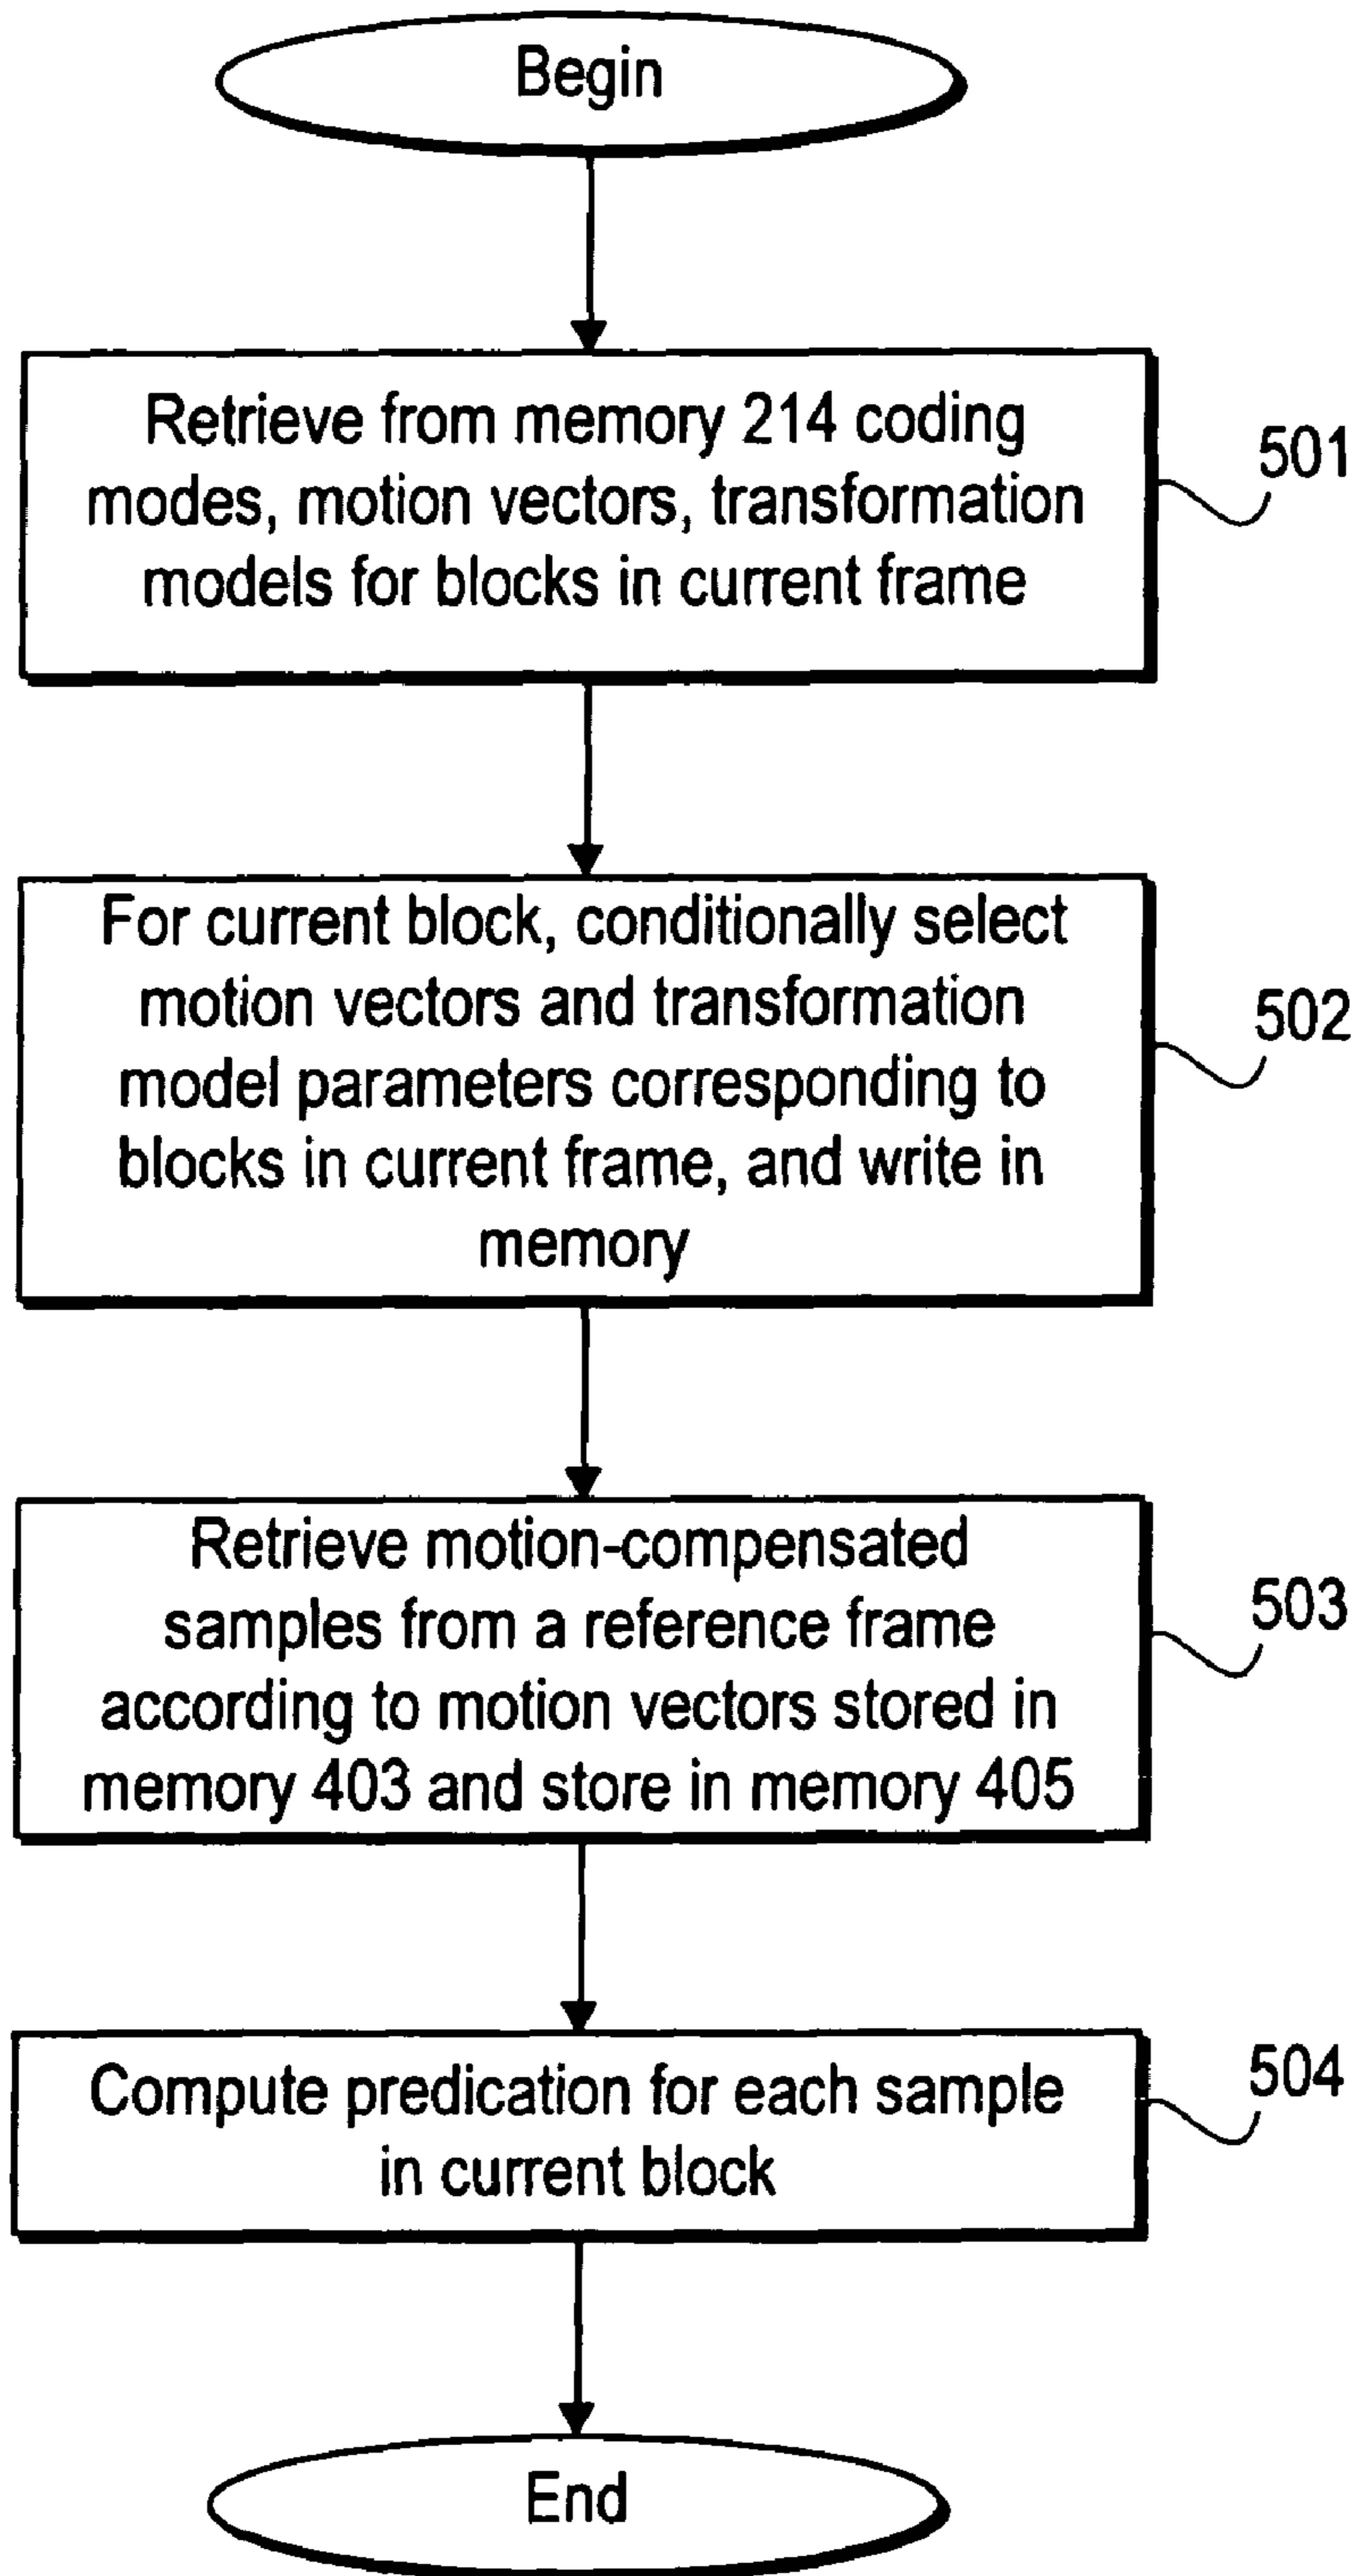 Begin
Retrieve from memory 214 coding
modes, motion vectors, transformation
models for blocks in current frame
501
For current block, conditionally select
motion vectors and transformation
model parameters corresponding to
blocks in current frame, and write in
memory
502
Retrieve motion-compensated
samples from a reference frame
according to motion vectors stored in
memory 403 and store in memory 405
503
Compute predication for each sample
in current block
504
End